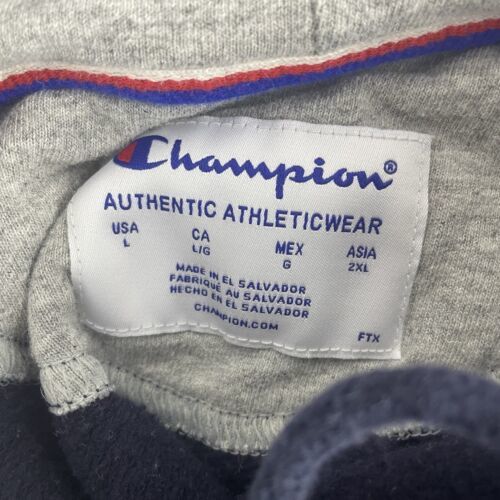 Champion®
AUTHENTIC ATHLETICWEAR
USA CA MEX ASIA
L L/G G 2XL
MADE IN EL SALVADOR
FABRIQUÉ AU SALVADOR
HECHO EN EL SALVADOR
CHAMPION.COM
FTX